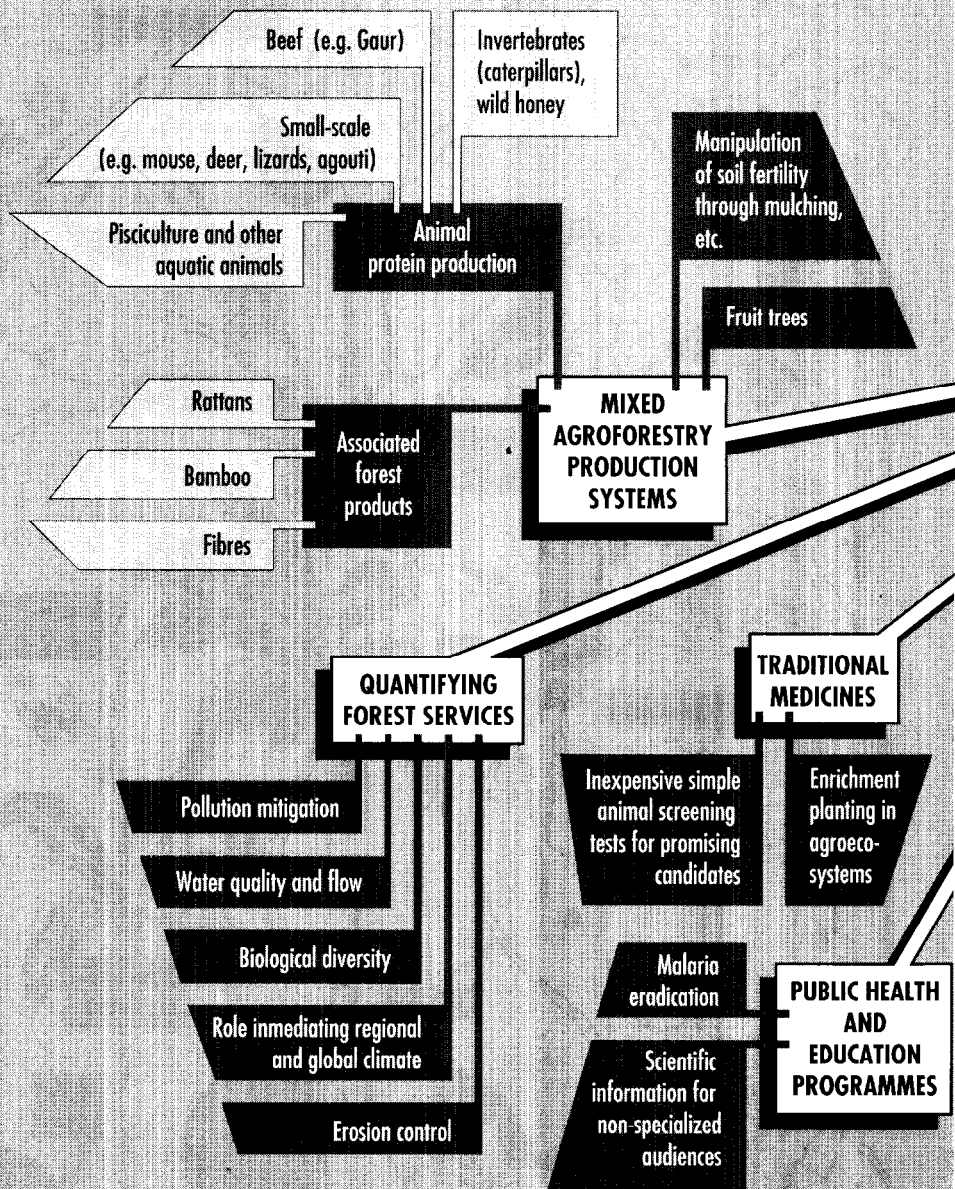 Beef (e.g. Gaur)
Invertebrates
(caterpillars),
wild honey
Small-scale
(e.g. mouse, deer, lizards, agouti)
Manipulation
of soil fertility
through mulching,
etc.
Pisciculture and other
aquatic animals
Animal
protein production
Fruit trees
Rattans
Bamboo
Fibres
Associated
forest
products
MIXED
AGROFORESTRY
PRODUCTION
SYSTEMS
QUANTIFYING
FOREST SERVICES
TRADITIONAL
MEDICINES
Pollution mitigation
Water quality and flow
Biological diversity
Role inmediating regional
and global climate
Erosion control
Inexpensive simple
animal screening
tests for promising
candidates
Enrichment
planting in
agroeco-
systems
Malaria
eradication
Scientific
information for
non-specialized
audiences
PUBLIC HEALTH
AND
EDUCATION
PROGRAMMES